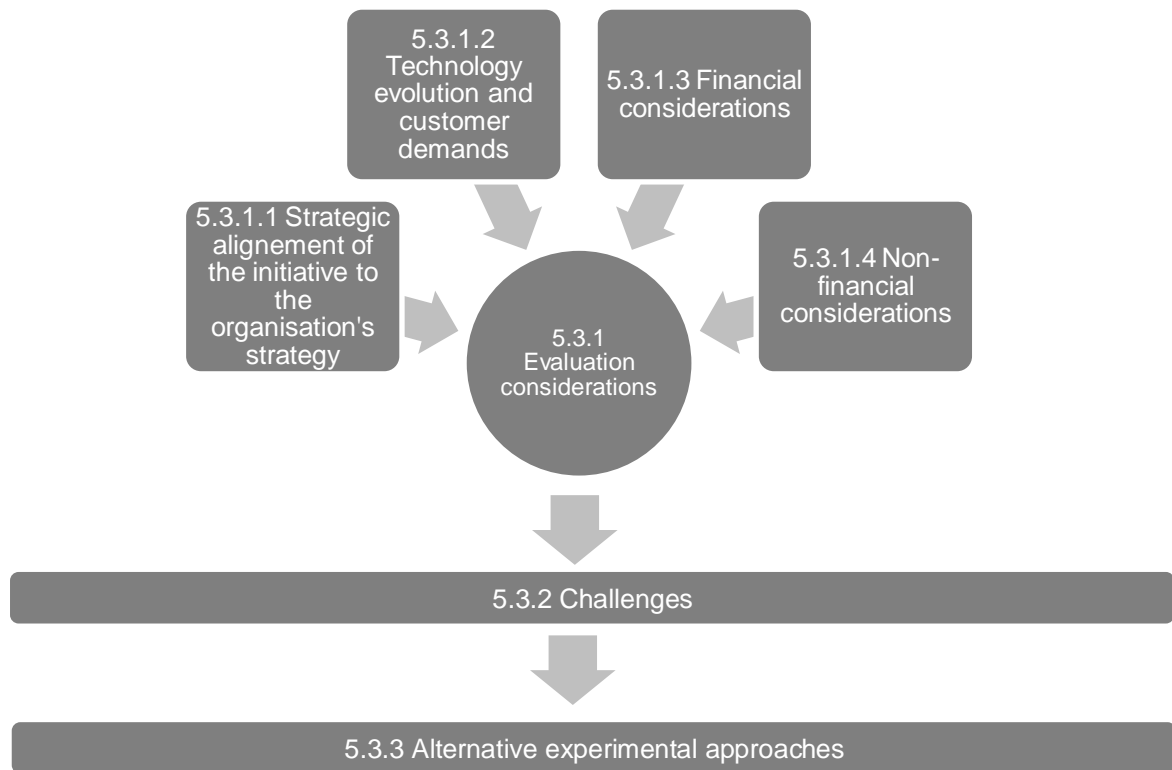 5.3.1.2
Technology
evolution and
customer
demands
5.3.1.3 Financial
considerations
5.3.1.1 Strategic
alignement of
the initiative to
the
organisation's
strategy
5.3.1.4 Non-
financial
considerations
5.3.1
Evaluation
considerations
5.3.2 Challenges
5.3.3 Alternative experimental approaches